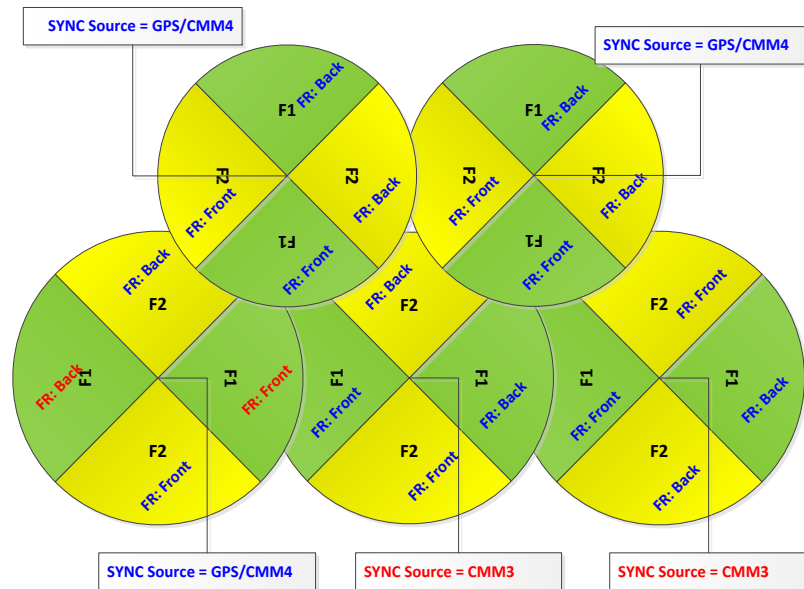 SYNC Source = GPS/CMM4
SYNC Source = GPS/CMM4
FR: Back
F1
F2
FR: Front
F2
FR: Back
F1
FR: Front
F1
FR: Back
F2
FR: Front
F2
FR: Back
F1
FR: Front
FR: Back
F2
F1
FR: Back
F1
FR: Front
F2
FR: Front
FR: Back
F2
F1
FR: Front
F1
FR: Back
F2
FR: Front
F2
FR: Front
F1
FR: Front
F1
FR: Back
F2
FR: Back
SYNC Source = GPS/CMM4
SYNC Source = CMM3
SYNC Source = CMM3